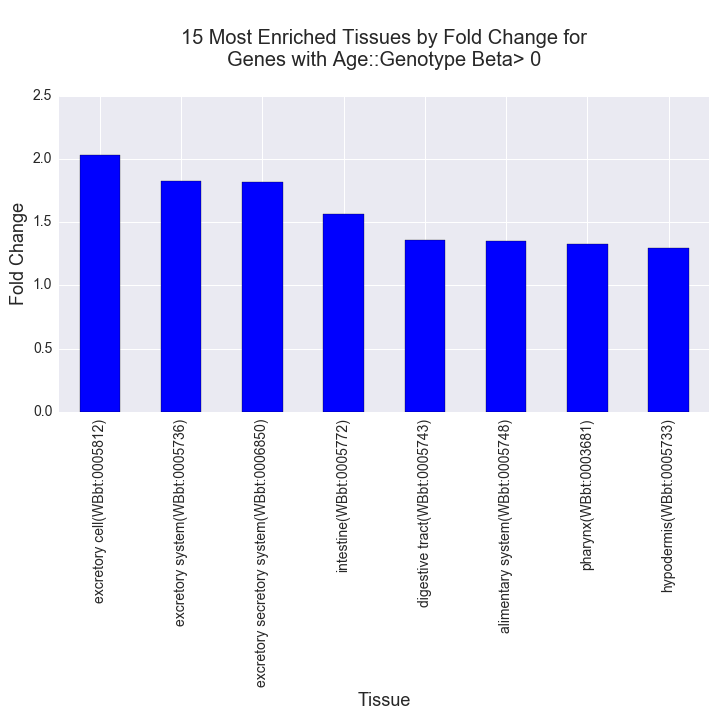 15 Most Enriched Tissues by Fold Change for
Genes with Age::Genotype Beta> 0
2.5
2.0
1.5
1.0
0.5
0.0
Fold Change
excretory cell(WBbt:0005812)
excretory system(WBbt:0005736)
excretory secretory system(WBbt:0006850)
intestine(WBbt:0005772)
digestive tract(WBbt:0005743)
alimentary system(WBbt:0005748)
pharynx(WBbt:0003681)
hypodermis(WBbt:0005733)
Tissue